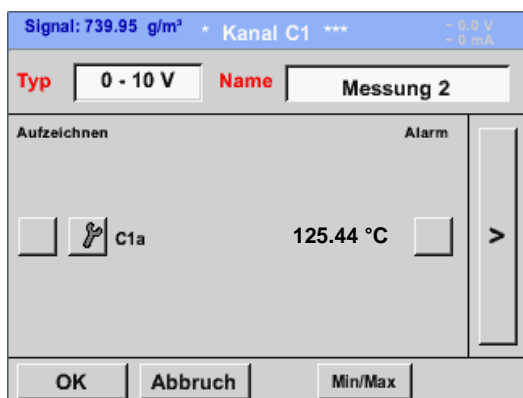 Signal: 739.95 g/m³ * Kanal C1 *** ~ 0.0 V
~ 0 mA
Typ 0 - 10 V Name Messung 2
Aufzeichnen Alarm
C1a 125.44 °C >
OK Abbruch Min/Max